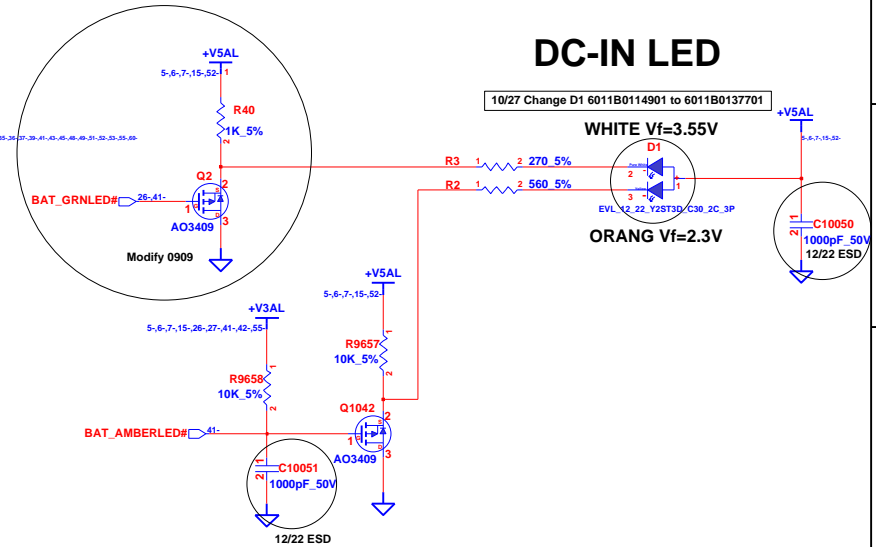 DC-IN LED
10/27 Change D1 6011B0114901 to 6011B0137701
+V5AL
5-,6-,7-,15-,52-
1
R40
1K_5%
2
Q2
S
2
G
1
D
3
AO3409
BAT_GRNLED#
26-,41-
Modify 0909
R3 1 2 270_5%
R2 1 2 560_5%
WHITE Vf=3.55V
D1
2
3
1
EVL_12_22_Y2ST3D_C30_2C_3P
ORANG Vf=2.3V
+V5AL
5-,6-,7-,15-,52-
1
2
C10050
1000pF_50V
12/22 ESD
+V5AL
5-,6-,7-,15-,52-
1
R9657
10K_5%
2
+V3AL
5-,6-,7-,15-,26-,27-,41-,42-,55-
1
R9658
10K_5%
2
BAT_AMBERLED#
41-
Q1042
S
2
G
1
D
3
AO3409
1
2
C10051
1000pF_50V
12/22 ESD